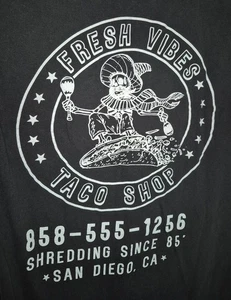 FRESH VIBES
TACO SHOP
858-555-1256
SHREDDING SINCE 85'
SAN DIEGO, CA